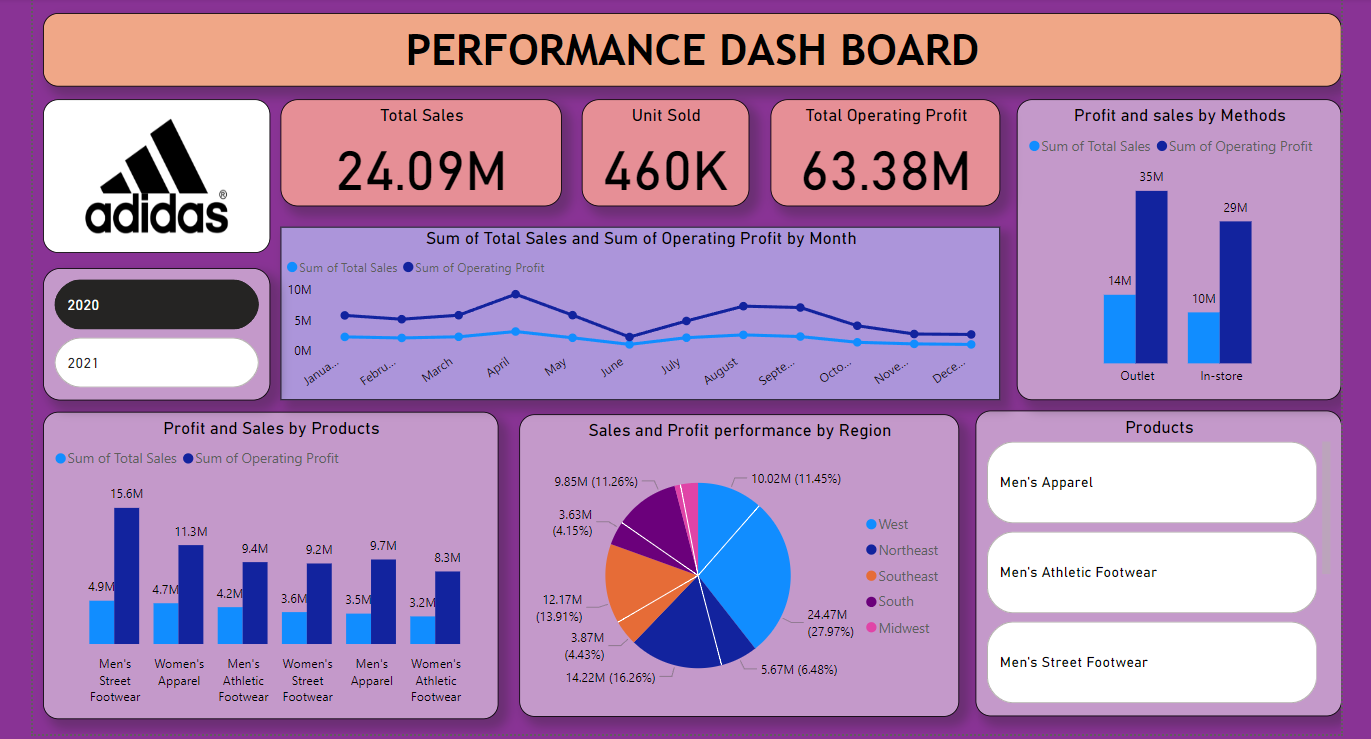 PERFORMANCE DASH BOARD
adidas®
2020
2021
Total Sales
24.09M
Unit Sold
460K
Total Operating Profit
63.38M
Sum of Total Sales and Sum of Operating Profit by Month
Sum of Total Sales Sum of Operating Profit
10M
5M
0M
Janua...
Febru...
March
April
May
June
July
August
Septe...
Octo...
Nove...
Dece...
Profit and sales by Methods
Sum of Total Sales Sum of Operating Profit
35M
29M
14M
10M
Outlet
In-store
Profit and Sales by Products
Sum of Total Sales Sum of Operating Profit
15.6M
11.3M
9.4M
9.2M
9.7M
8.3M
4.9M
4.7M
4.2M
3.6M
3.5M
3.2M
Men's
Street
Footwear
Women's
Apparel
Men's
Athletic
Footwear
Women's
Street
Footwear
Men's
Apparel
Women's
Athletic
Footwear
Sales and Profit performance by Region
9.85M (11.26%)
10.02M (11.45%)
3.63M
(4.15%)
12.17M
(13.91%)
3.87M
(4.43%)
14.22M (16.26%)
5.67M (6.48%)
24.47M
(27.97%)
West
Northeast
Southeast
South
Midwest
Products
Men's Apparel
Men's Athletic Footwear
Men's Street Footwear